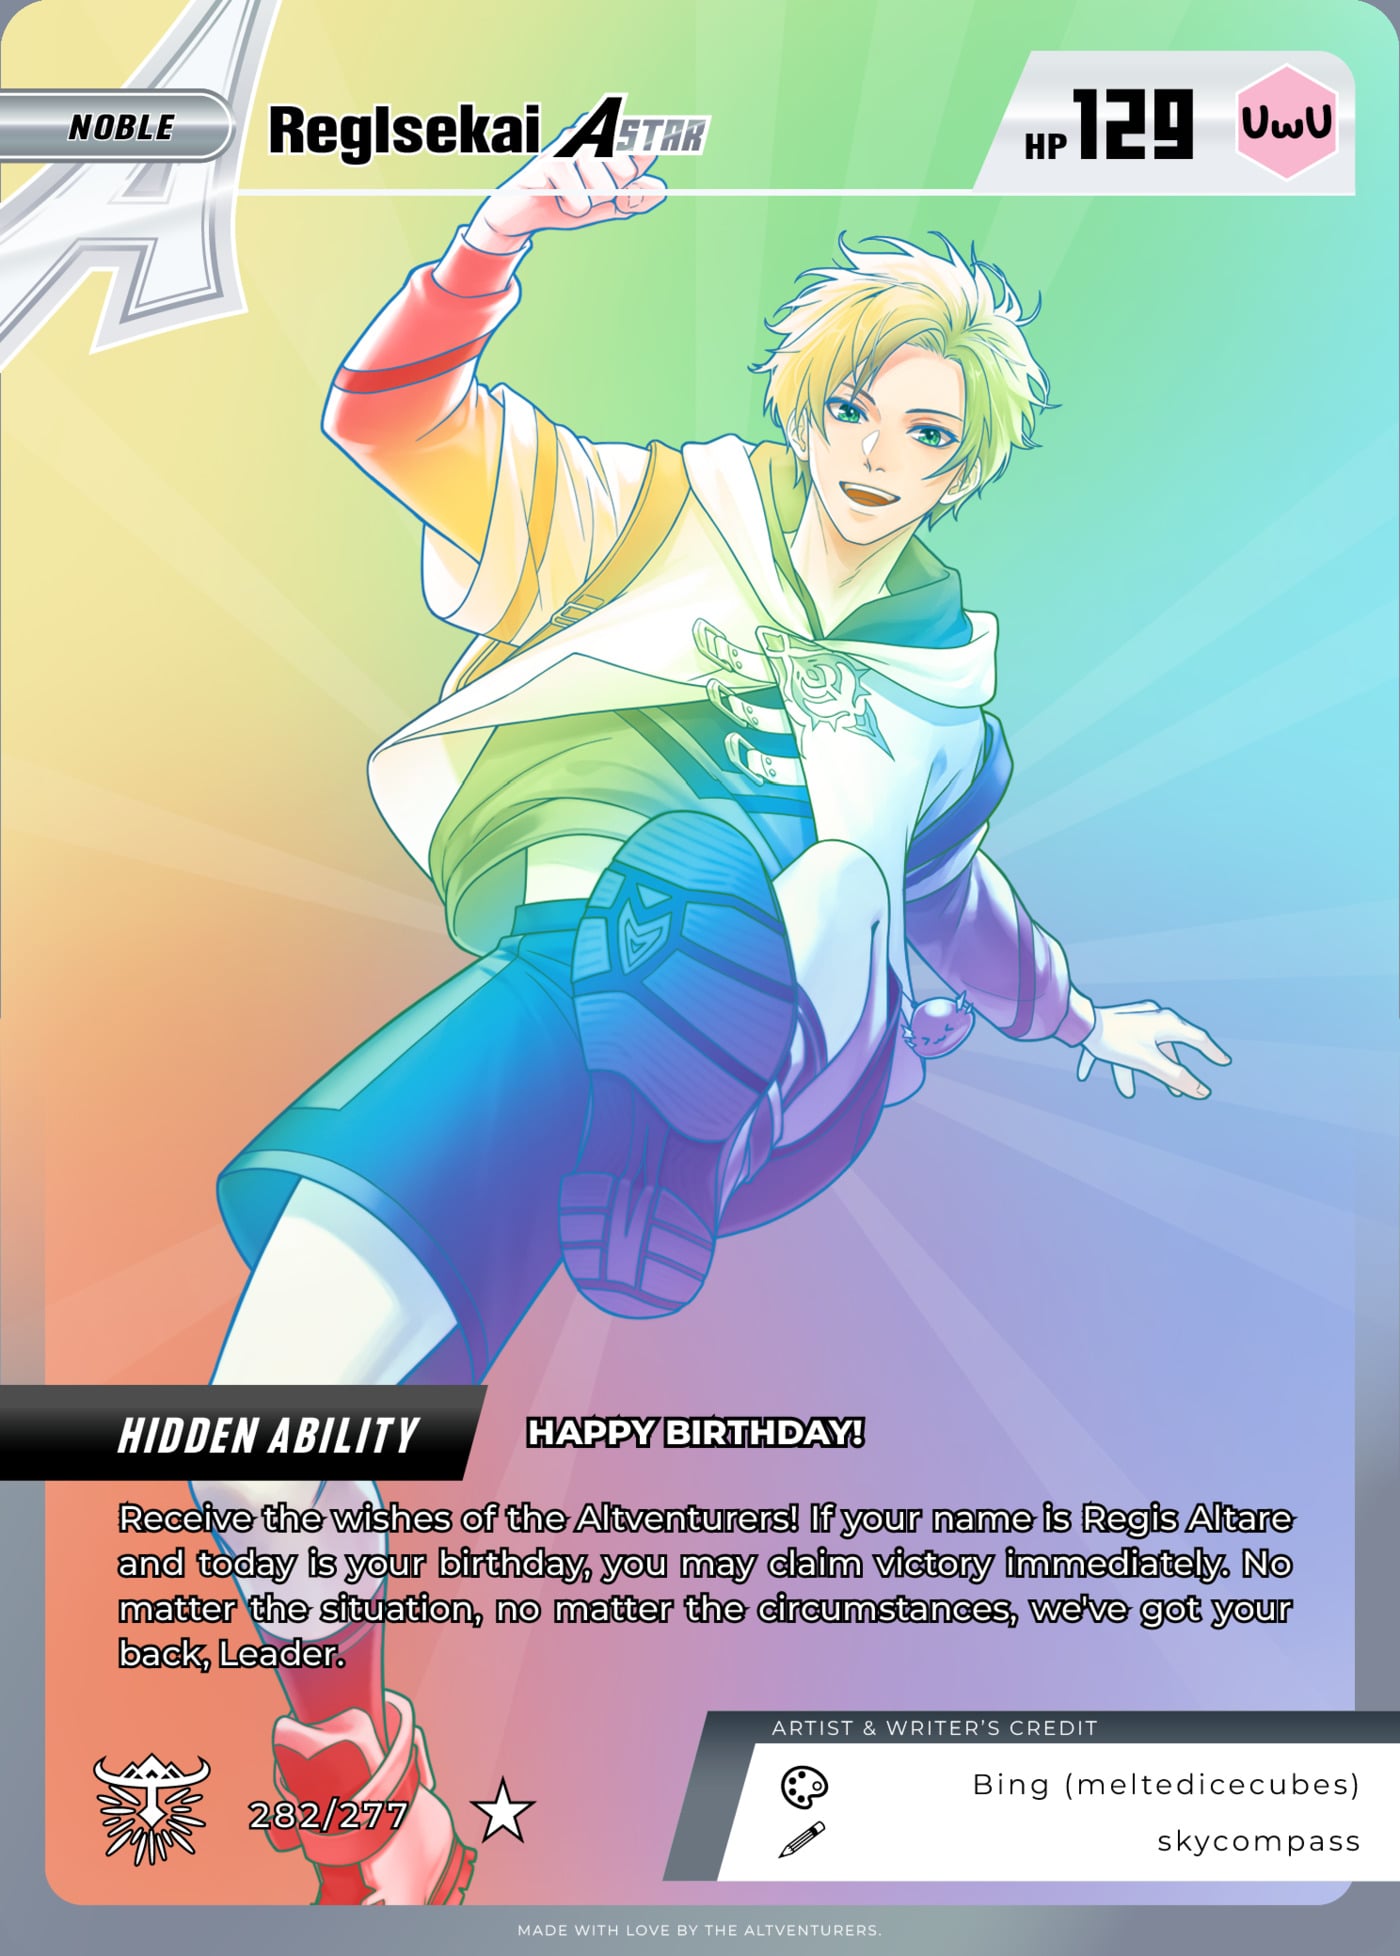 NOBLE
RegIsekai A STAR
HP 129
UwU
HIDDEN ABILITY
HAPPY BIRTHDAY!
Receive the wishes of the Altventurers! If your name is Regis Altare
and today is your birthday, you may claim victory immediately. No
matter the situation, no matter the circumstances, we've got your
back, Leader.
ARTIST & WRITER'S CREDIT
Bing (meltedicecubes)
282/277
skycompass
MADE WITH LOVE BY THE ALTVENTURERS.